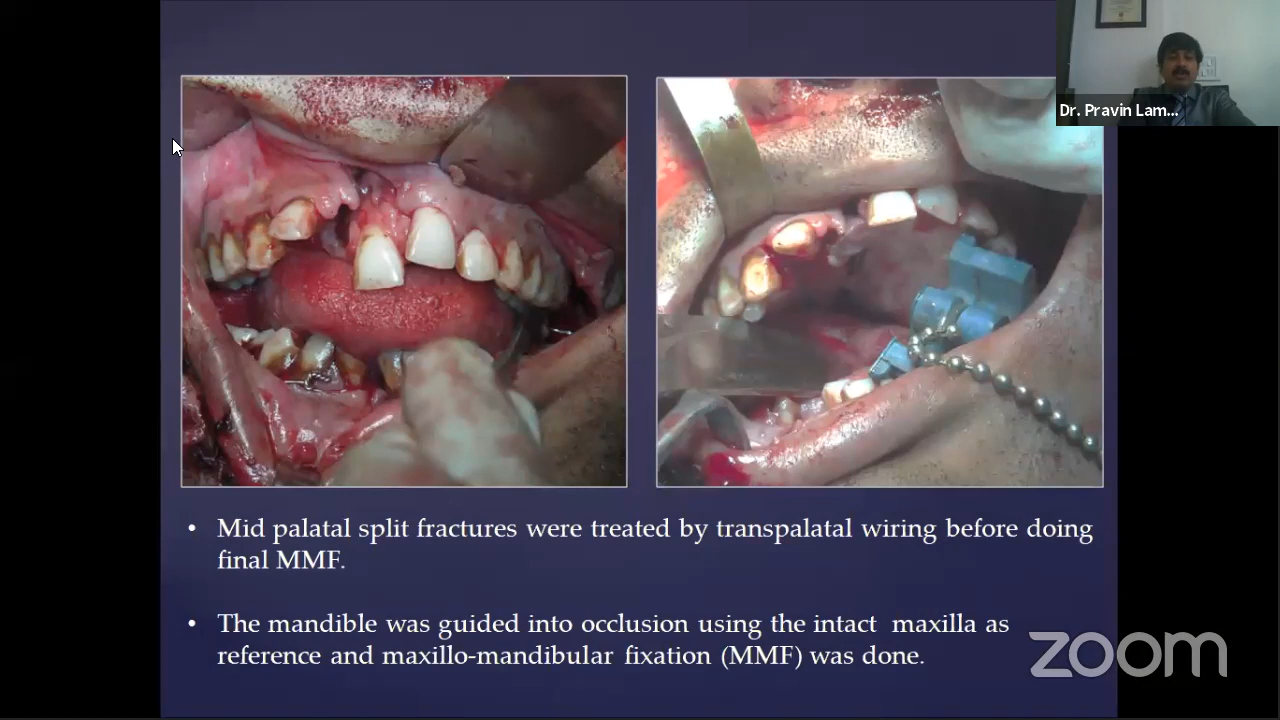 Dr. Pravin Lam...
• Mid palatal split fractures were treated by transpalatal wiring before doing
final MMF.
• The mandible was guided into occlusion using the intact maxilla as
reference and maxillo-mandibular fixation (MMF) was done.
zoom